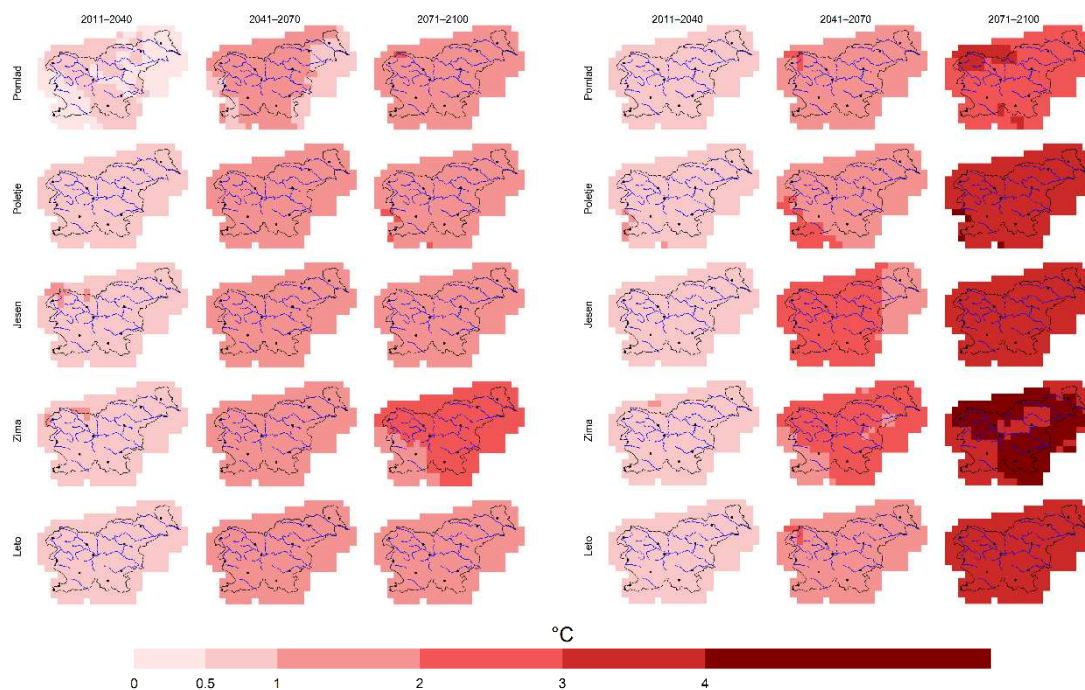 2011–2040 2041–2070 2071–2100 2011–2040 2041–2070 2071–2100
Pomlad Pomlad
Poletje Poletje
Jesen Jesen
Zima Zima
Leto Leto
°C
0 0.5 1 2 3 4